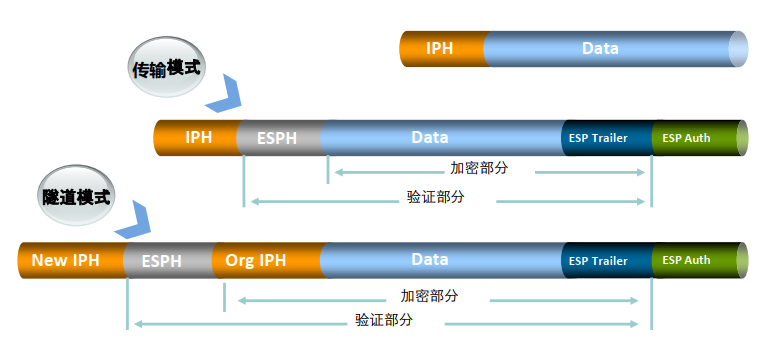 IPH Data
传输模式
IPH ESPH Data ESP Trailer ESP Auth
加密部分
验证部分
隧道模式
New IPH ESPH Org IPH Data ESP Trailer ESP Auth
加密部分
验证部分